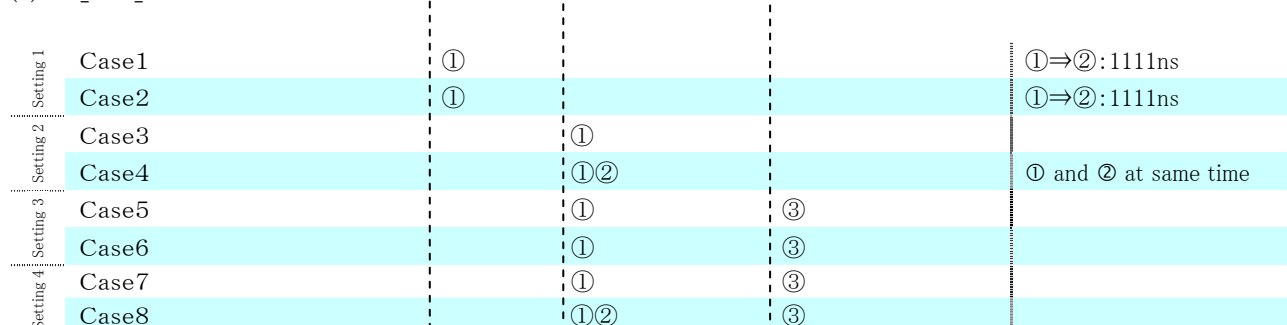 Setting 1
Case1 ① ①⇒②:1111ns
Case2 ① ①⇒②:1111ns
Setting 2
Case3 ①
Case4 ①② ① and ② at same time
Setting 3
Case5 ① ③
Case6 ① ③
Setting 4
Case7 ① ③
Case8 ①② ③